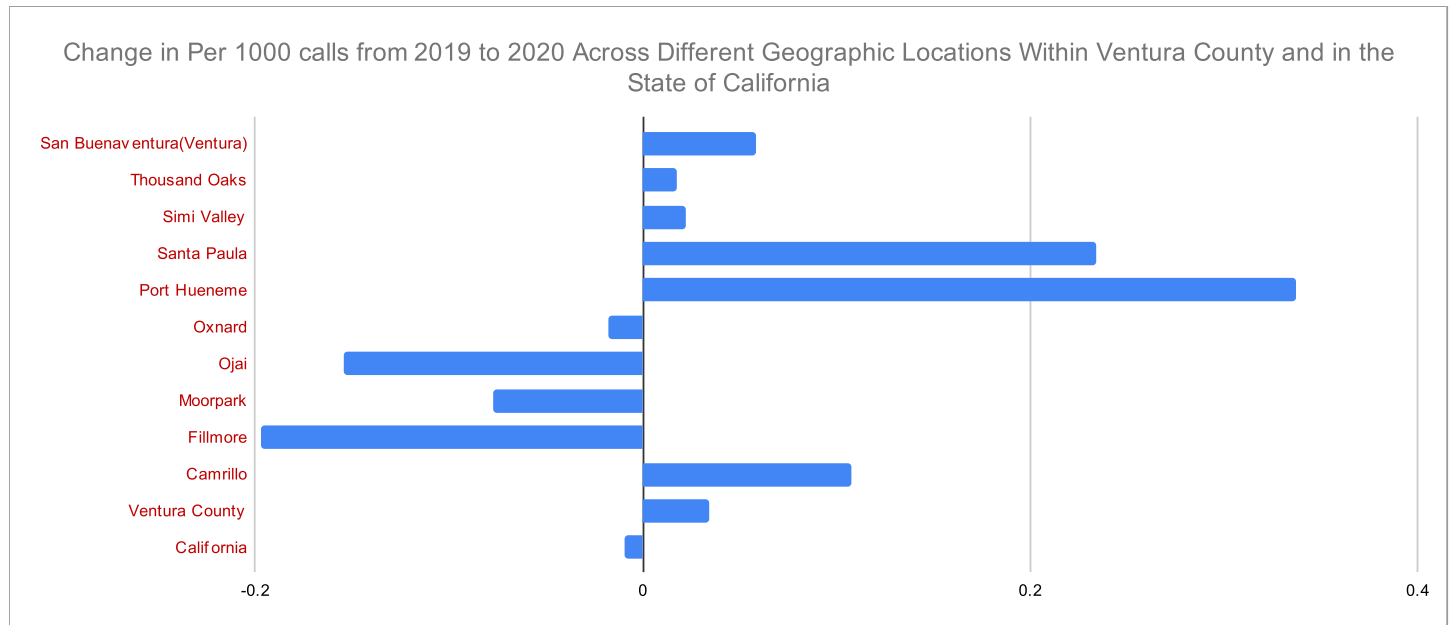 Change in Per 1000 calls from 2019 to 2020 Across Different Geographic Locations Within Ventura County and in the
State of California
San Buenaventura(Ventura)
Thousand Oaks
Simi Valley
Santa Paula
Port Hueneme
Oxnard
Ojai
Moorpark
Fillmore
Camrillo
Ventura County
California
-0.2 0 0.2 0.4